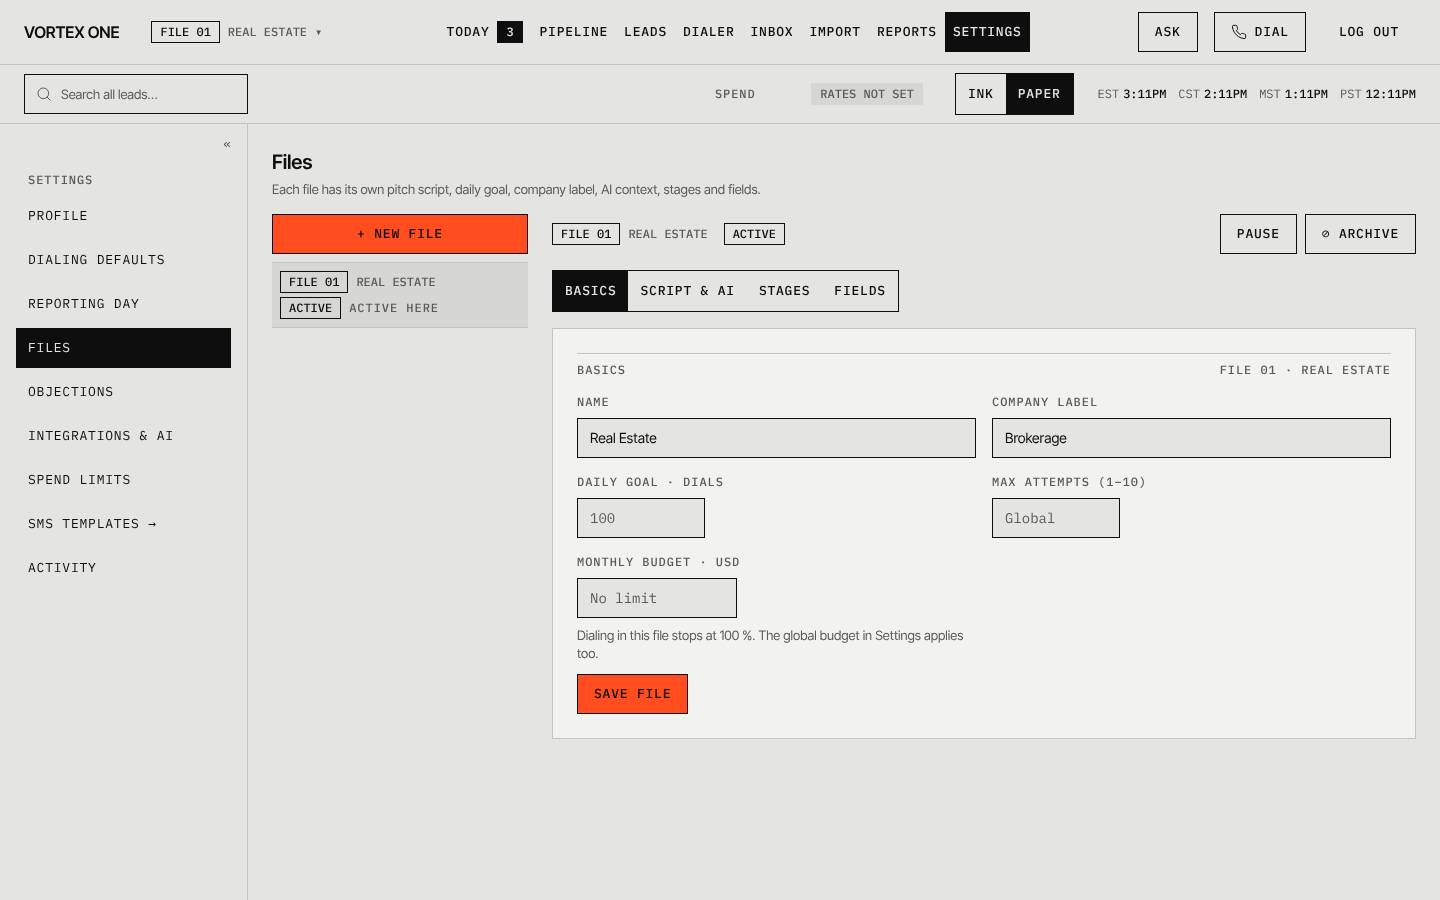 VORTEX ONE
FILE 01 REAL ESTATE ▾
TODAY 3 PIPELINE LEADS DIALER INBOX IMPORT REPORTS SETTINGS
ASK DIAL LOG OUT
Search all leads...
SPEND RATES NOT SET INK PAPER EST 3:11PM CST 2:11PM MST 1:11PM PST 12:11PM
«
SETTINGS
PROFILE
DIALING DEFAULTS
REPORTING DAY
FILES
OBJECTIONS
INTEGRATIONS & AI
SPEND LIMITS
SMS TEMPLATES →
ACTIVITY
Files
Each file has its own pitch script, daily goal, company label, AI context, stages and fields.
+ NEW FILE
FILE 01 REAL ESTATE
ACTIVE ACTIVE HERE
FILE 01 REAL ESTATE ACTIVE
PAUSE ⊘ ARCHIVE
BASICS SCRIPT & AI STAGES FIELDS
BASICS FILE 01 · REAL ESTATE
NAME COMPANY LABEL
Real Estate Brokerage
DAILY GOAL · DIALS MAX ATTEMPTS (1–10)
100 Global
MONTHLY BUDGET · USD
No limit
Dialing in this file stops at 100 %. The global budget in Settings applies
too.
SAVE FILE